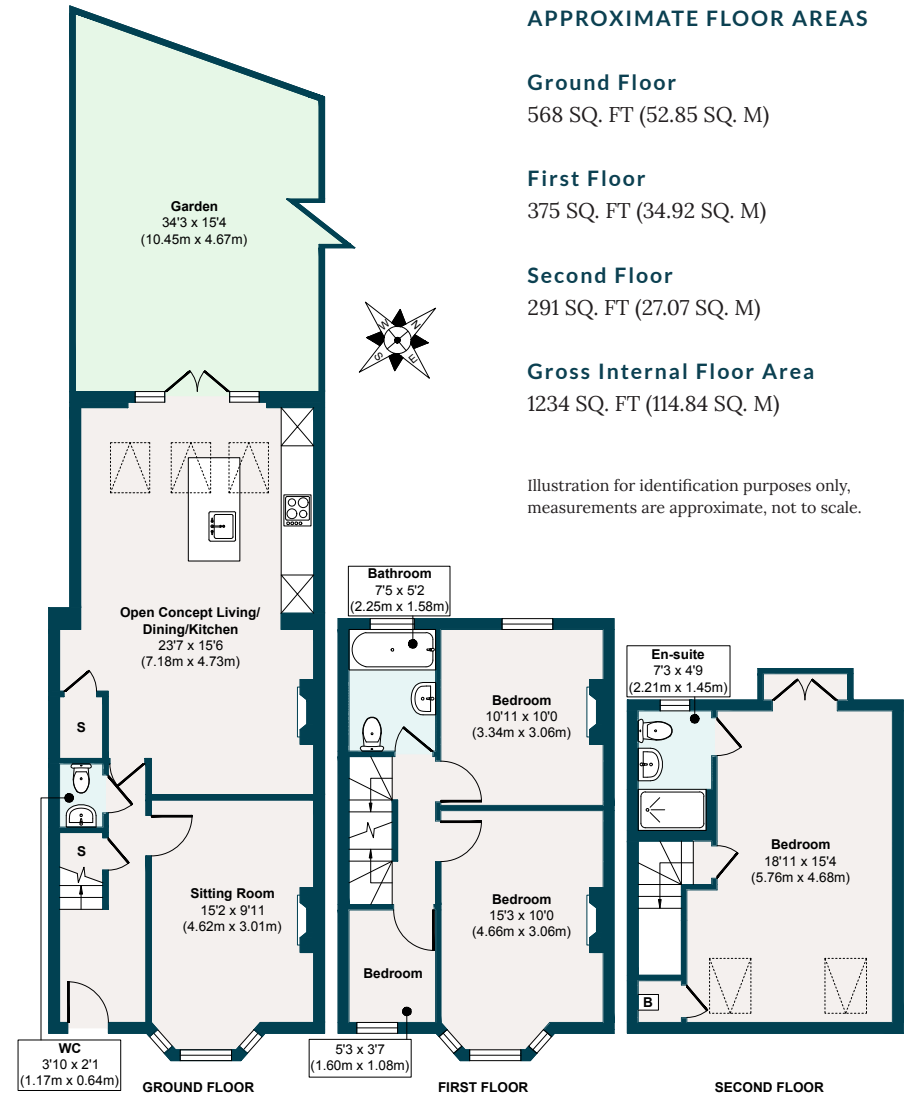 APPROXIMATE FLOOR AREAS
Ground Floor
568 SQ. FT (52.85 SQ. M)
First Floor
375 SQ. FT (34.92 SQ. M)
Second Floor
291 SQ. FT (27.07 SQ. M)
Gross Internal Floor Area
1234 SQ. FT (114.84 SQ. M)
Illustration for identification purposes only,
measurements are approximate, not to scale.
Garden
34'3 x 15'4
(10.45m x 4.67m)
W
N
S
E
Open Concept Living/
Dining/Kitchen
23'7 x 15'6
(7.18m x 4.73m)
S
S
Sitting Room
15'2 x 9'11
(4.62m x 3.01m)
WC
3'10 x 2'1
(1.17m x 0.64m)
GROUND FLOOR
Bathroom
7'5 x 5'2
(2.25m x 1.58m)
Bedroom
10'11 x 10'0
(3.34m x 3.06m)
Bedroom
15'3 x 10'0
(4.66m x 3.06m)
Bedroom
5'3 x 3'7
(1.60m x 1.08m)
FIRST FLOOR
En-suite
7'3 x 4'9
(2.21m x 1.45m)
Bedroom
18'11 x 15'4
(5.76m x 4.68m)
B
SECOND FLOOR